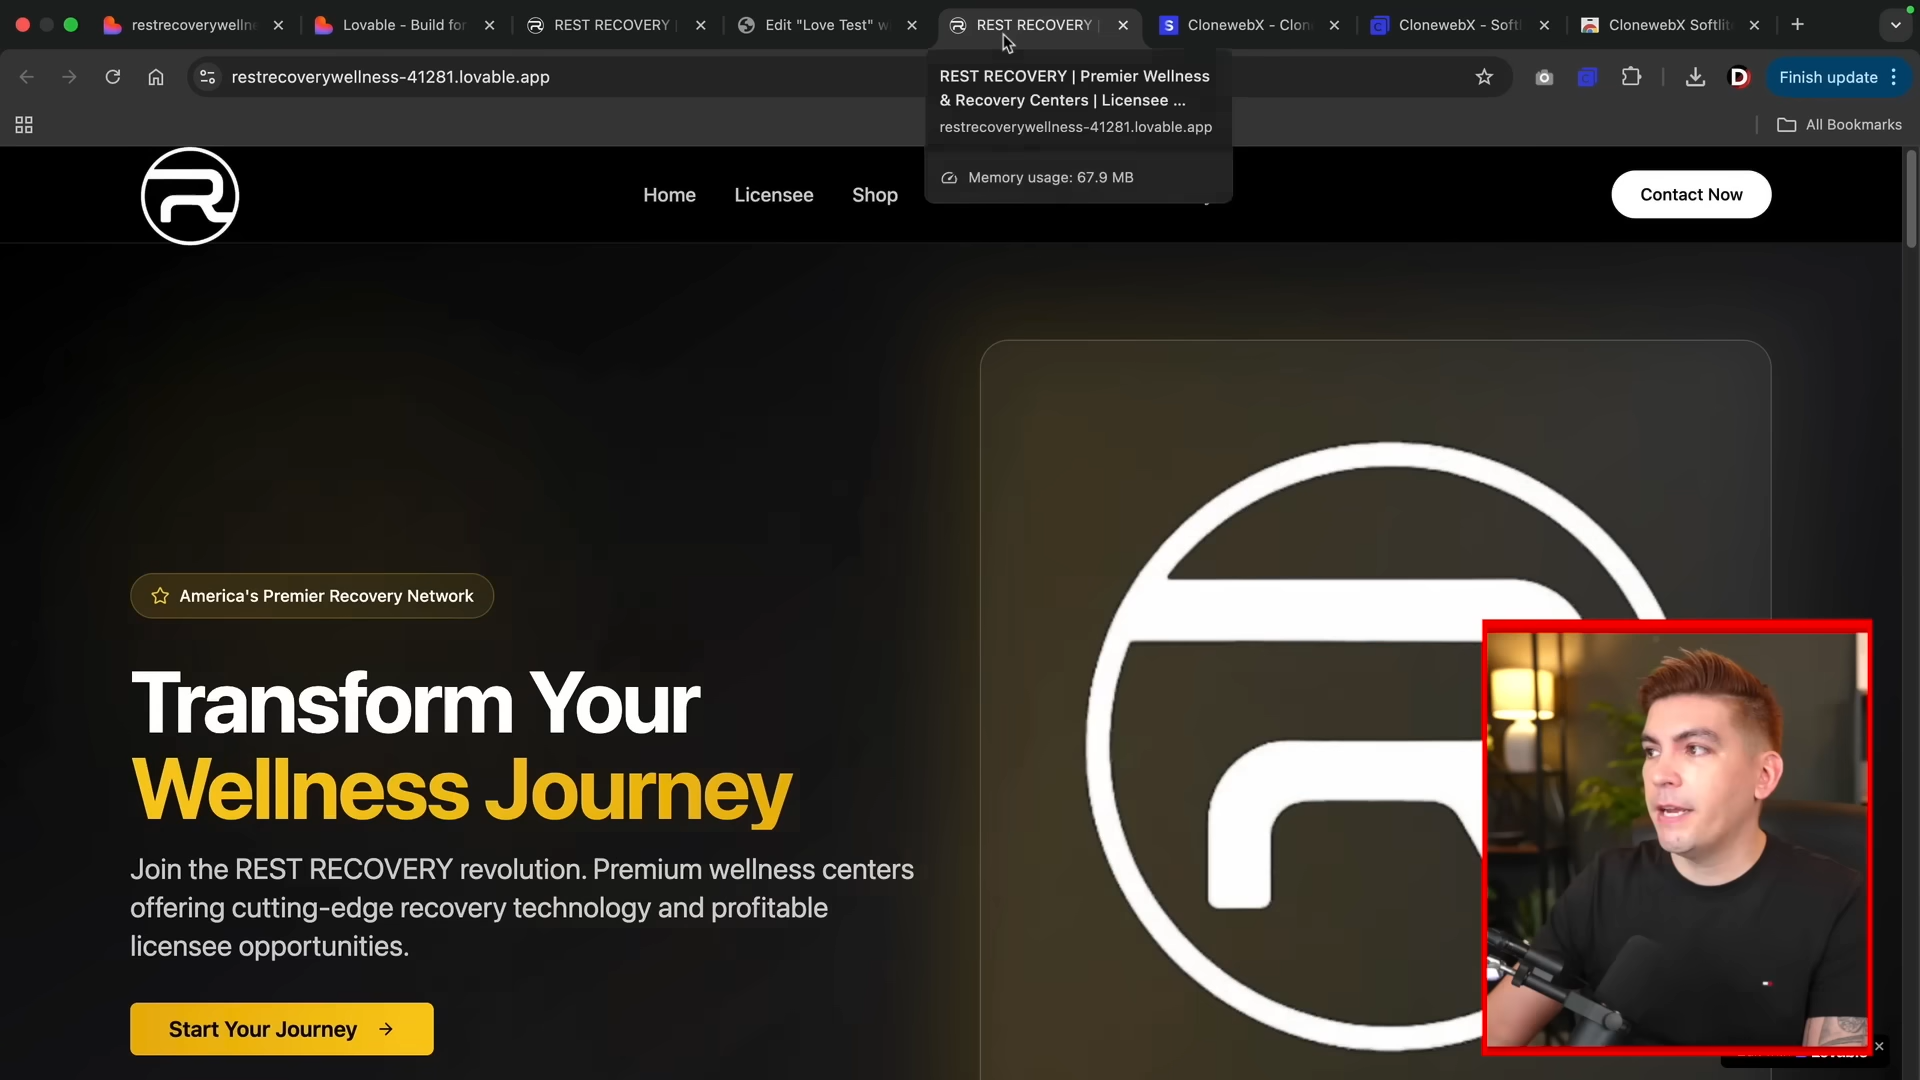 restrecoverywellne
Lovable - Build for
REST RECOVERY |
Edit "Love Test" w
REST RECOVERY |
ClonewebX - Clon
ClonewebX - Softl
ClonewebX Softlit
restrecoverywellness-41281.lovable.app
Finish update
All Bookmarks
REST RECOVERY | Premier Wellness
& Recovery Centers | Licensee ...
restrecoverywellness-41281.lovable.app
Memory usage: 67.9 MB
Home
Licensee
Shop
Contact Now
America's Premier Recovery Network
Transform Your
Wellness Journey
Join the REST RECOVERY revolution. Premium wellness centers
offering cutting-edge recovery technology and profitable
licensee opportunities.
Start Your Journey